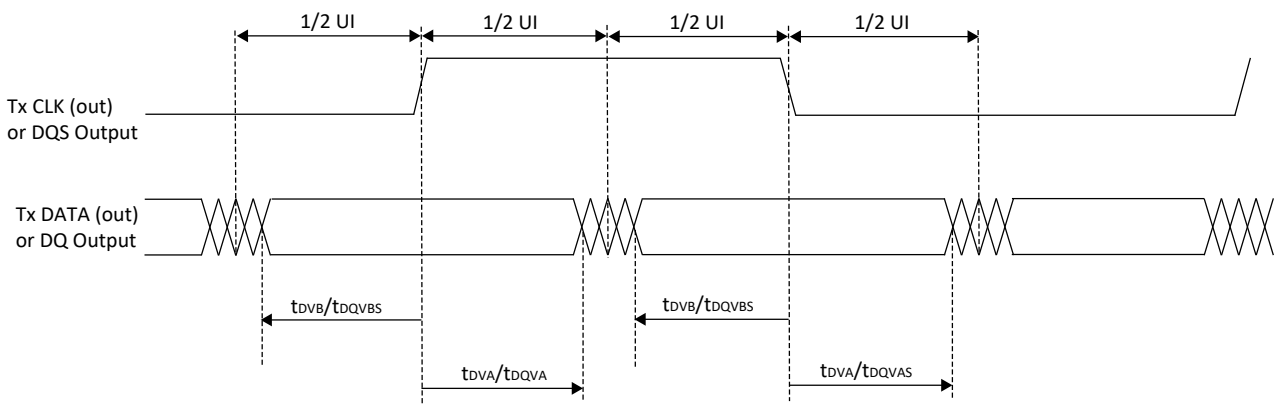 1/2 UI
1/2 UI
1/2 UI
1/2 UI
Tx CLK (out)
or DQS Output
Tx DATA (out)
or DQ Output
tDVB/tDQVBS
tDVB/tDQVBS
tDVA/tDQVA
tDVA/tDQVAS